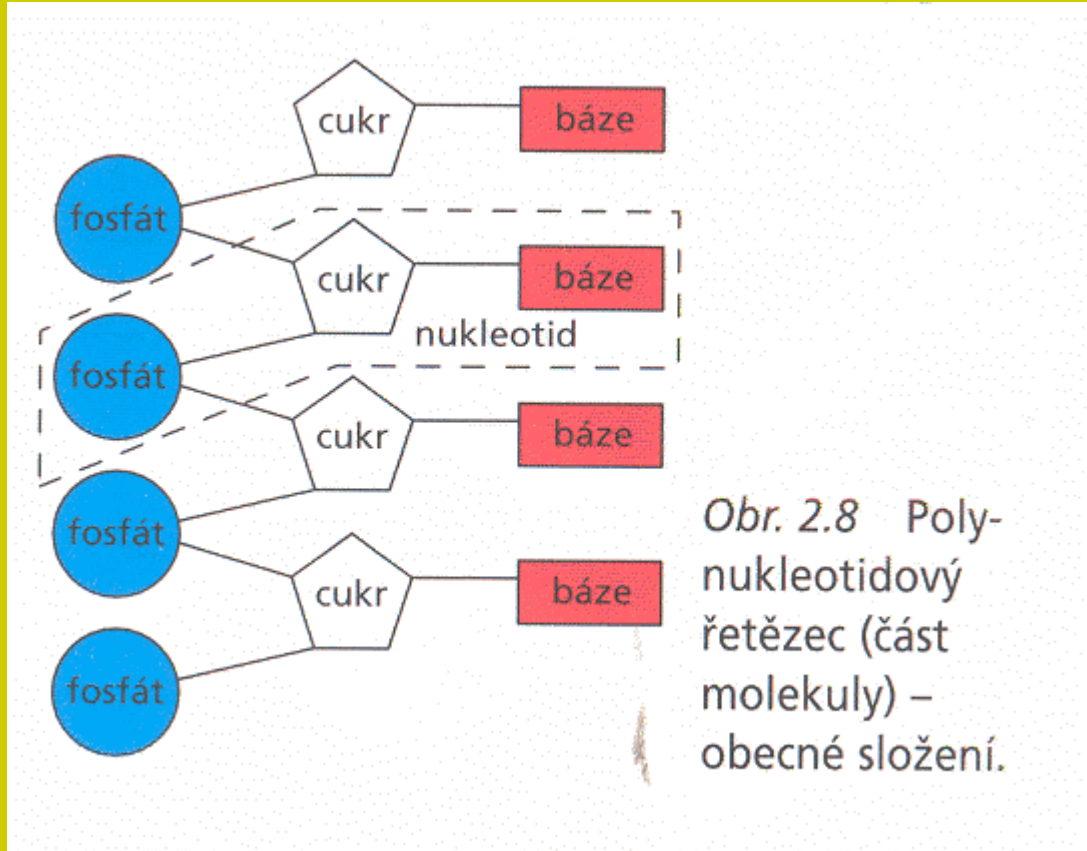 cukr báze
fosfát
cukr báze
nukleotid
fosfát
cukr báze
fosfát
cukr báze
fosfát
Obr. 2.8 Poly-
nukleotidový
řetězec (část
molekuly) –
obecné složení.